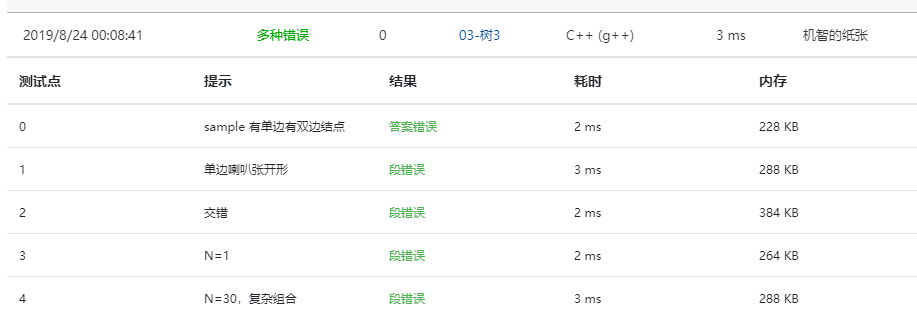 2019/8/24 00:08:41 多种错误 0 03-树3 C++ (g++) 3 ms 机智的纸张
测试点 提示 结果 耗时 内存
0 sample 有单边有双边结点 答案错误 2 ms 228 KB
1 单边喇叭张开形 段错误 3 ms 288 KB
2 交错 段错误 2 ms 384 KB
3 N=1 段错误 2 ms 264 KB
4 N=30，复杂组合 段错误 3 ms 288 KB